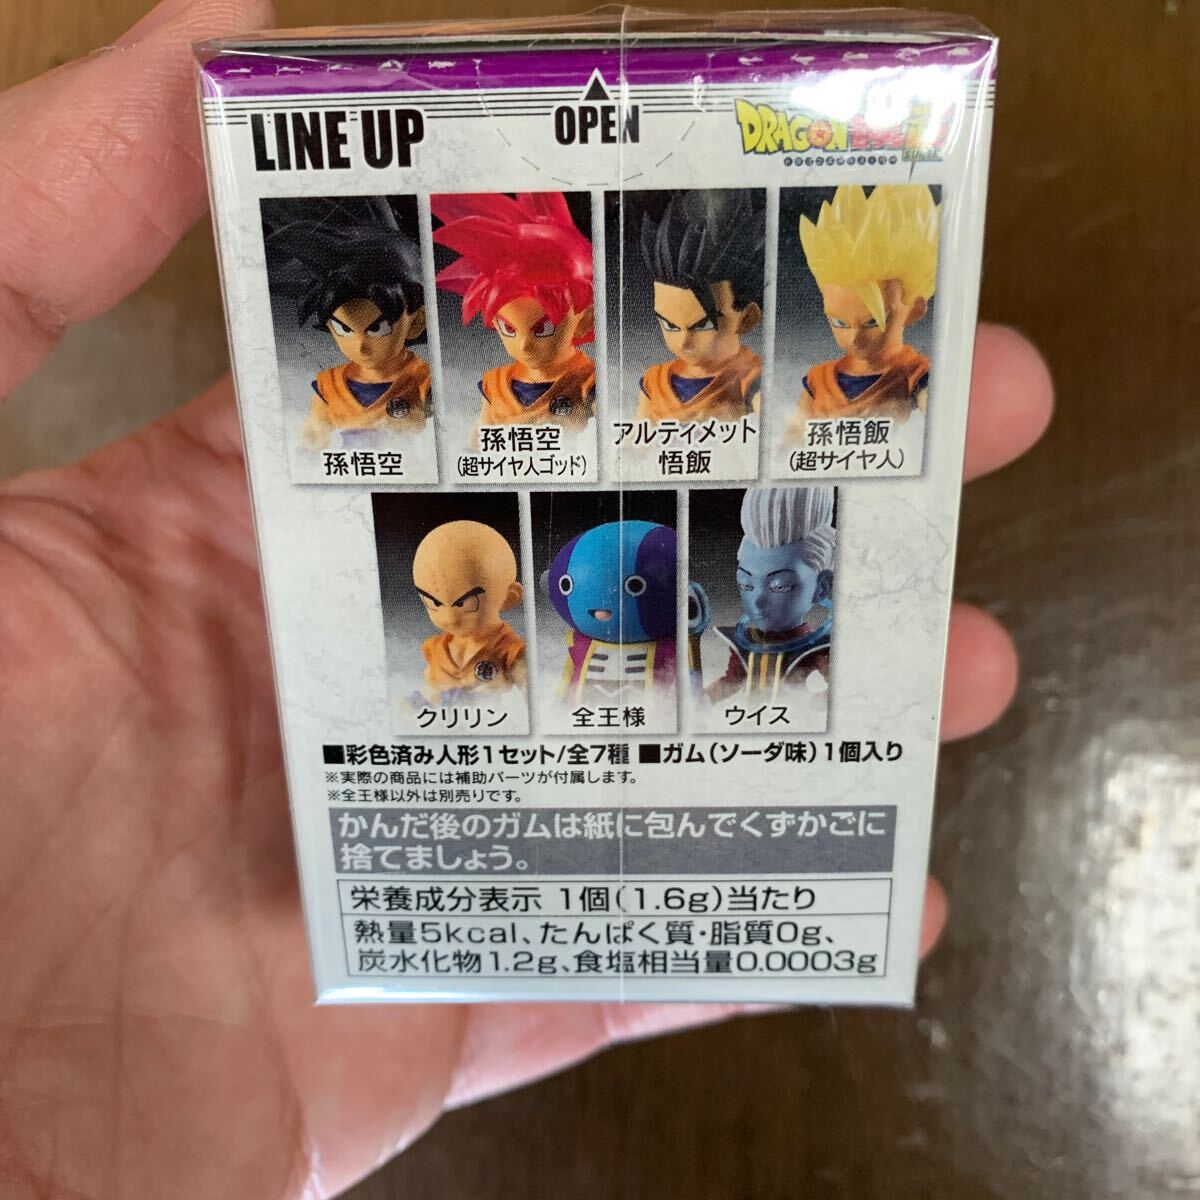 LINE UP
OPEN
DRAGON
SUPER
孫悟空
孫悟空
(超サイヤ人ゴッド)
アルティメット
悟飯
孫悟飯
(超サイヤ人)
クリリン
全王様
ウイス
■彩色済み人形1セット/全7種 ■ガム(ソーダ味)1個入り
※実際の商品には補助パーツが付属します。
※全王様以外は別売りです。
かんだ後のガムは紙に包んでくずかごに
捨てましょう。
栄養成分表示 1個(1.6g)当たり
熱量5kcal、たんぱく質・脂質0g、
炭水化物1.2g、食塩相当量0.0003g